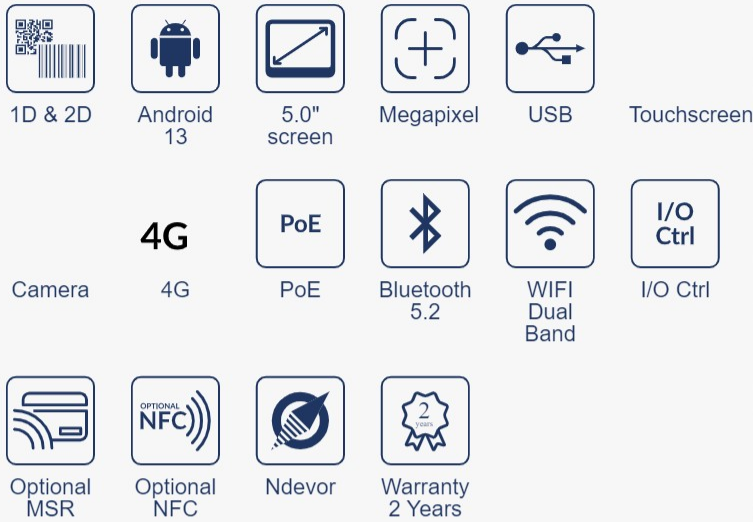 1D & 2D
Android
13
5.0"
screen
Megapixel
USB
Touchscreen
4G
PoE
I/O
Ctrl
Camera
4G
PoE
Bluetooth
5.2
WIFI
Dual
Band
I/O Ctrl
OPTIONAL
NFC
2
years
Optional
MSR
Optional
NFC
Ndevor
Warranty
2 Years